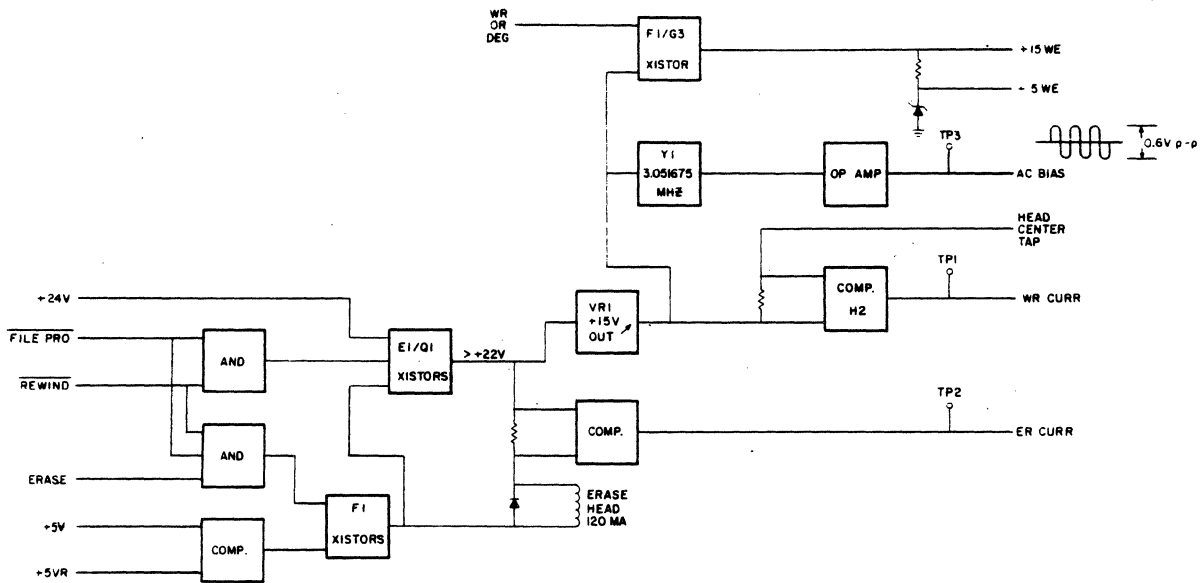 WR
OR
DEG
F1/G3
XISTOR
+15 WE
+5 WE
Y1
3.051675
MHZ
OP AMP
TP3
0.6V p-p
AC BIAS
HEAD
CENTER
TAP
COMP.
H2
TP1
WR CURR
VR1
+15V
OUT
+24V
FILE PRO
REWIND
AND
E1/Q1
XISTORS
> +22V
COMP.
TP2
ER CURR
AND
ERASE
F1
XISTORS
ERASE
HEAD
120 MA
+5V
COMP.
+5VR